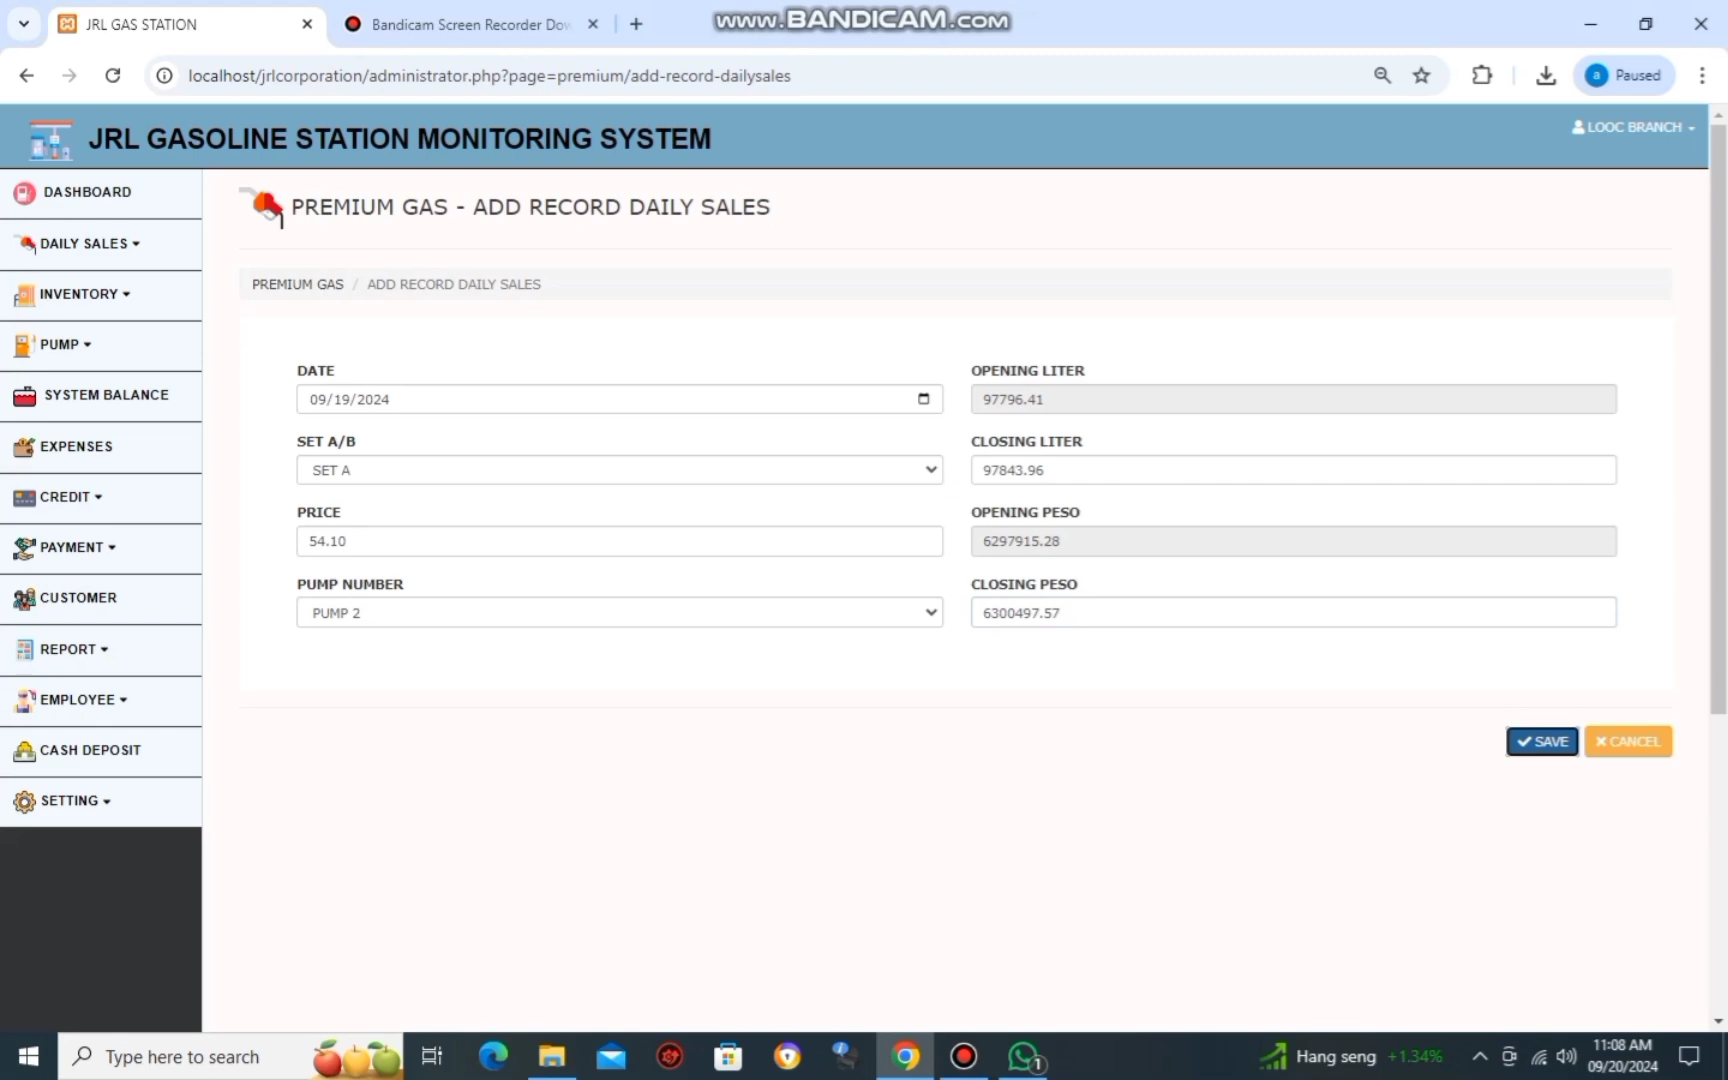 JRL GAS STATION
Bandicam Screen Recorder Dow
www.BANDICAM.com
localhost/jrlcorporation/administrator.php?page=premium/add-record-dailysales
a Paused
JRL GASOLINE STATION MONITORING SYSTEM
LOOC BRANCH
DASHBOARD
DAILY SALES
INVENTORY
PUMP
SYSTEM BALANCE
EXPENSES
CREDIT
PAYMENT
CUSTOMER
REPORT
EMPLOYEE
CASH DEPOSIT
SETTING
PREMIUM GAS - ADD RECORD DAILY SALES
PREMIUM GAS / ADD RECORD DAILY SALES
DATE
09/19/2024
SET A/B
SET A
PRICE
54.10
PUMP NUMBER
PUMP 2
OPENING LITER
97796.41
CLOSING LITER
97843.96
OPENING PESO
6297915.28
CLOSING PESO
6300497.57
SAVE
CANCEL
Type here to search
1
Hang seng +1.34%
11:08 AM
09/20/2024